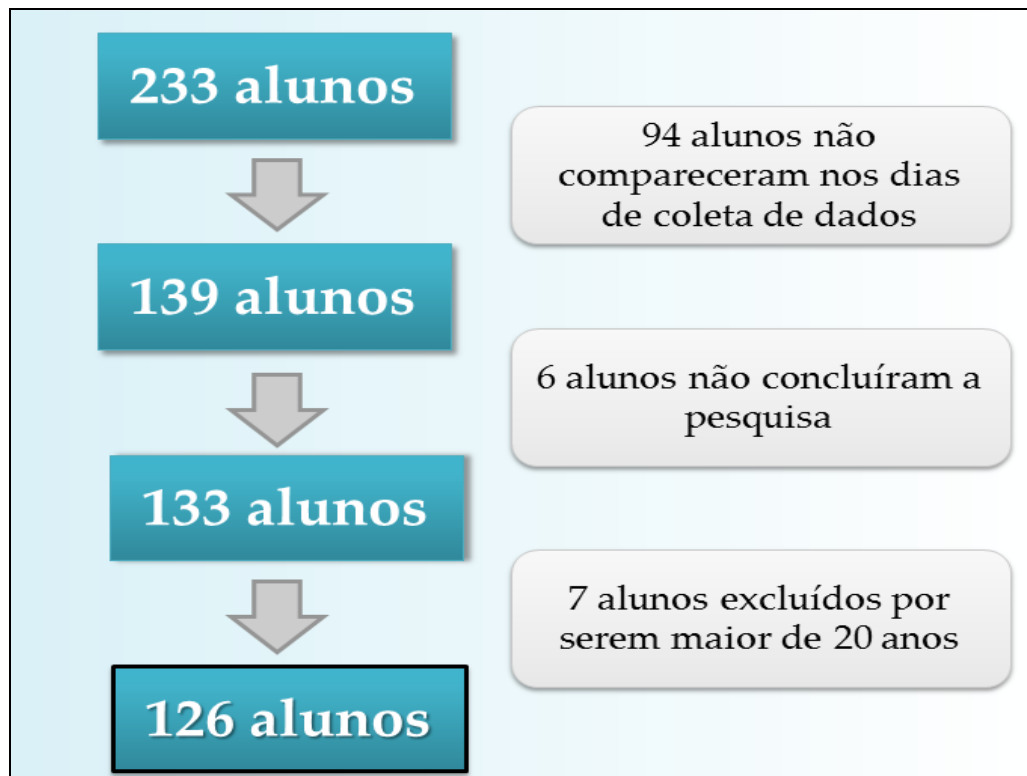 233 alunos
94 alunos não
compareceram nos dias
de coleta de dados
139 alunos
6 alunos não concluíram a
pesquisa
133 alunos
7 alunos excluídos por
serem maior de 20 anos
126 alunos